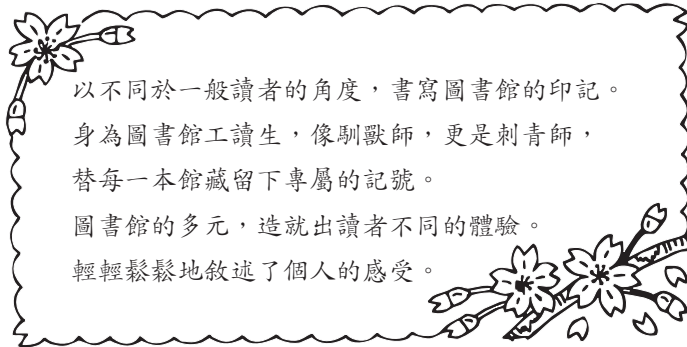 以不同於一般讀者的角度，書寫圖書館的印記。
身為圖書館工讀生，像馴獸師，更是刺青師，
替每一本館藏留下專屬的記號。
圖書館的多元，造就出讀者不同的體驗。
輕輕鬆鬆地敘述了個人的感受。